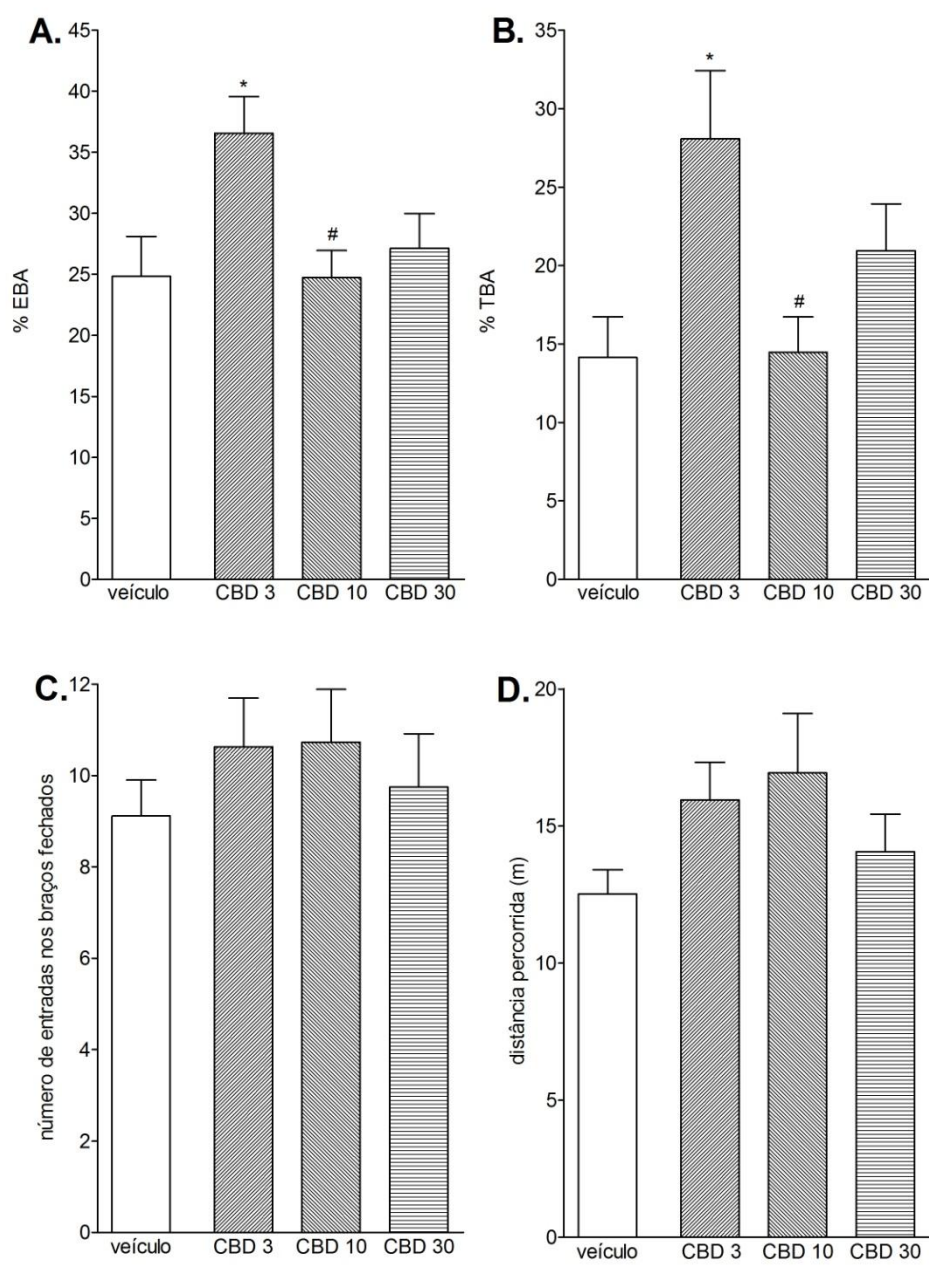 A.
% EBA
45
40
35
30
25
20
15
10
5
0
*
#
veículo CBD 3 CBD 10 CBD 30
B.
% TBA
35
30
25
20
15
10
5
0
*
#
veículo CBD 3 CBD 10 CBD 30
C.
número de entradas nos braços fechados
12
10
8
6
4
2
0
veículo CBD 3 CBD 10 CBD 30
D.
distância percorrida (m)
20
15
10
5
0
veículo CBD 3 CBD 10 CBD 30